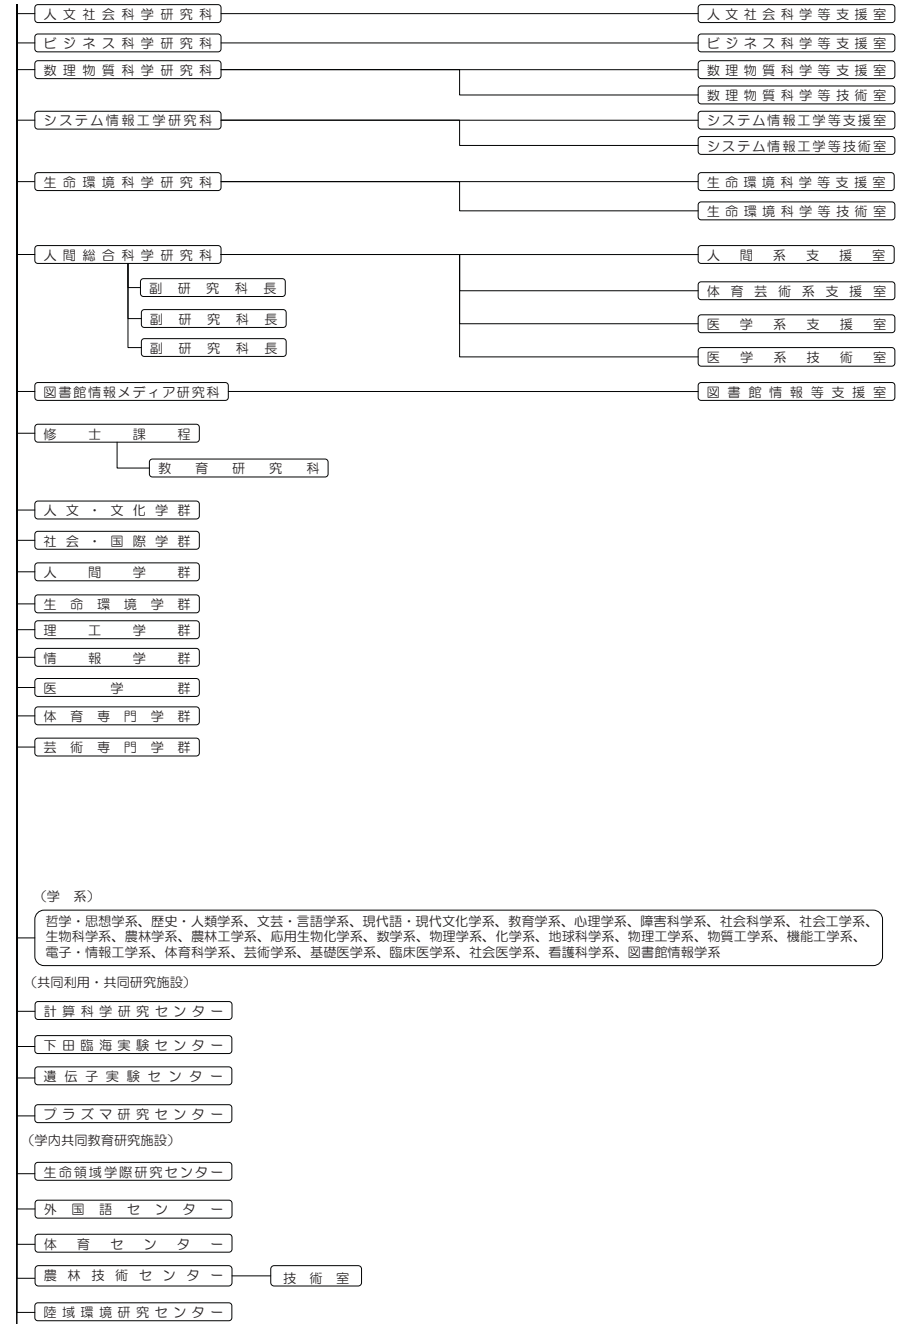 人文社会科学研究科 人文社会科学等支援室
ビジネス科学研究科 ビジネス科学等支援室
数理物質科学研究科 数理物質科学等支援室
数理物質科学等技術室
システム情報工学研究科 システム情報工学等支援室
システム情報工学等技術室
生命環境科学研究科 生命環境科学等支援室
生命環境科学等技術室
人間総合科学研究科 人間系支援室
副研究科長 体育芸術系支援室
副研究科長 医学系支援室
副研究科長 医学系技術室
図書館情報メディア研究科 図書館情報等支援室
修士課程
教育研究科
人文・文化学群
社会・国際学群
人間学群
生命環境学群
理工学群
情報学群
医学群
体育専門学群
芸術専門学群
（学 系）
哲学・思想学系、歴史・人類学系、文芸・言語学系、現代語・現代文化学系、教育学系、心理学系、障害科学系、社会科学系、社会工学系、
生物科学系、農林学系、農林工学系、応用生物化学系、数学系、物理学系、化学系、地球科学系、物理工学系、物質工学系、機能工学系、
電子・情報工学系、体育科学系、芸術学系、基礎医学系、臨床医学系、社会医学系、看護科学系、図書館情報学系
（共同利用・共同研究施設）
計算科学研究センター
下田臨海実験センター
遺伝子実験センター
プラズマ研究センター
（学内共同教育研究施設）
生命領域学際研究センター
外国語センター
体育センター
農林技術センター 技術室
陸域環境研究センター